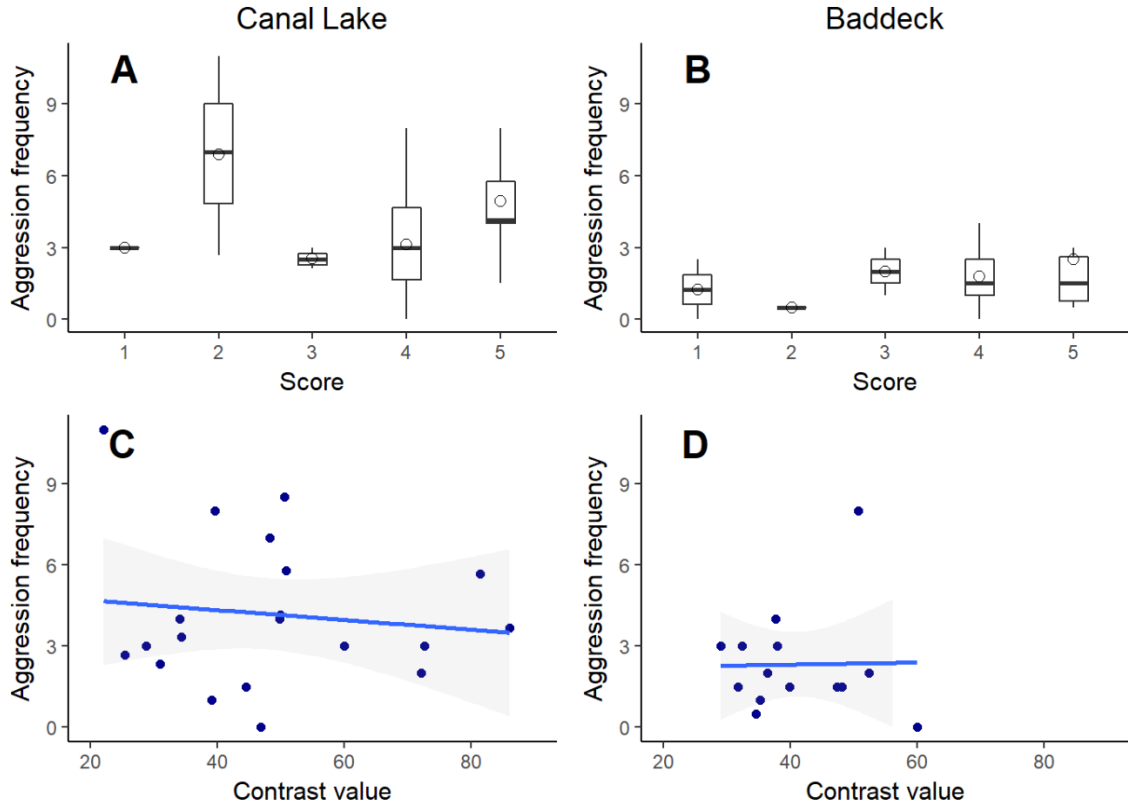 Canal Lake
Baddeck
A
Aggression frequency
9
6
3
0
1 2 3 4 5
Score
B
Aggression frequency
9
6
3
0
1 2 3 4 5
Score
C
Aggression frequency
9
6
3
0
20 40 60 80
Contrast value
D
Aggression frequency
9
6
3
0
20 40 60 80
Contrast value